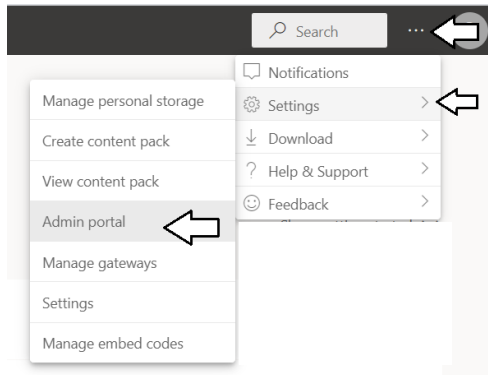 Search
...
Notifications
Settings
Download
Help & Support
Feedback
Manage personal storage
Create content pack
View content pack
Admin portal
Manage gateways
Settings
Manage embed codes